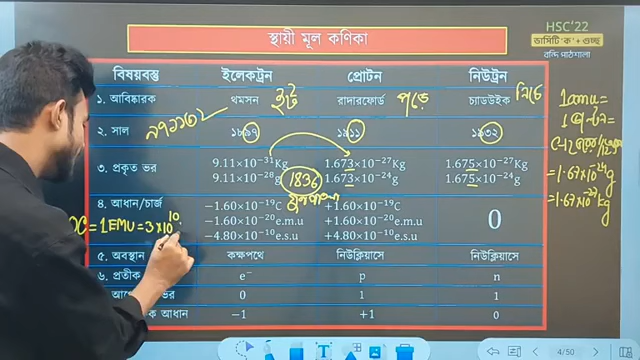 HSC'22
ভার্সিটি 'ক' + গুচ্ছ
বন্দি পাঠশালা
স্থায়ী মূল কণিকা
বিষয়বস্তু ইলেকট্রন প্রোটন নিউট্রন
১. আবিষ্কারক থমসন রাদারফোর্ড চ্যাডউইক
২. সাল ১৮৯৭ ১৯১১ ১৯৩২
৩. প্রকৃত ভর 9.11×10⁻³¹Kg 1.673×10⁻²⁷Kg 1.675×10⁻²⁷Kg
9.11×10⁻²⁸g 1.673×10⁻²⁴g 1.675×10⁻²⁴g
1836
৪. আধান/চার্জ −1.60×10⁻¹⁹C +1.60×10⁻¹⁹C 0
−1.60×10⁻²⁰e.m.u +1.60×10⁻²⁰e.m.u
−4.80×10⁻¹⁰e.s.u +4.80×10⁻¹⁰e.s.u
C = 1EMU = 3×10¹⁰
৫. অবস্থান কক্ষপথে নিউক্লিয়াসে নিউক্লিয়াসে
৬. প্রতীক e⁻ p n
ভর 0 1 1
আধান −1 +1 0
1amu =
= 1.67×10⁻²⁴g
= 1.67×10⁻²⁷kg
4/50